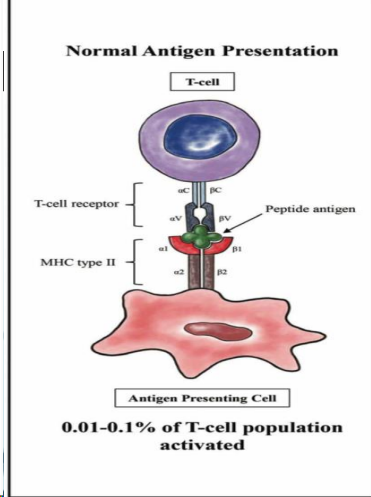 Normal Antigen Presentation
T-cell
αC
βC
T-cell receptor
αV
βV
Peptide antigen
α1
β1
MHC type II
α2
β2
Antigen Presenting Cell
0.01-0.1% of T-cell population
activated